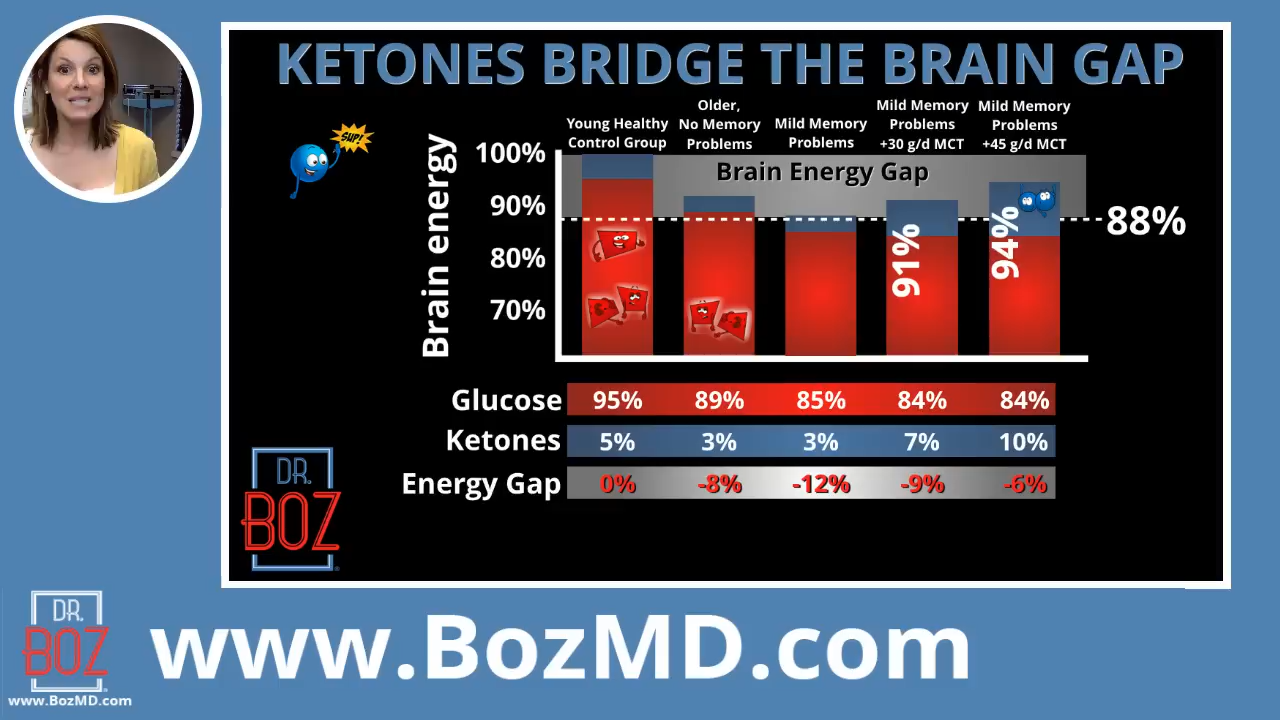 KETONES BRIDGE THE BRAIN GAP
SUP!
Young Healthy
Control Group
Older,
No Memory
Problems
Mild Memory
Problems
Mild Memory
Problems
+30 g/d MCT
Mild Memory
Problems
+45 g/d MCT
Brain energy
100%
90%
80%
70%
Brain Energy Gap
91%
94%
88%
Glucose 95% 89% 85% 84% 84%
Ketones 5% 3% 3% 7% 10%
Energy Gap 0% -8% -12% -9% -6%
DR.
BOZ
DR.
BOZ
www.BozMD.com
www.BozMD.com